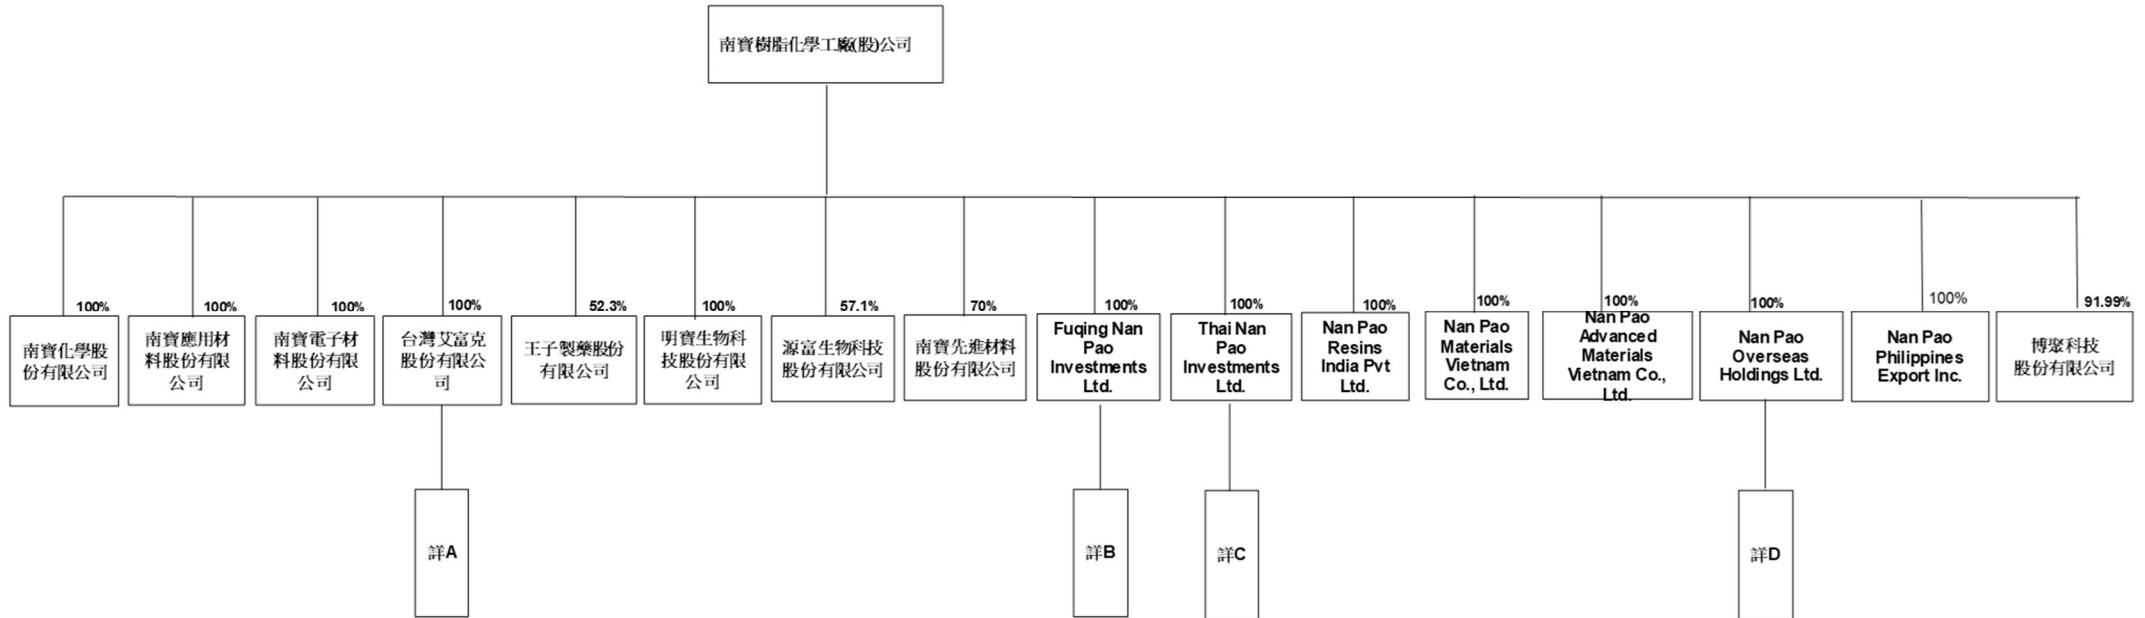 南寶樹脂化學工廠(股)公司
100%
100%
100%
100%
52.3%
100%
57.1%
70%
100%
100%
100%
100%
100%
100%
100%
91.99%
南寶化學股
份有限公司
南寶應用材
料股份有限
公司
南寶電子材
料股份有限
公司
台灣艾富克
股份有限公
司
王子製藥股份
有限公司
明寶生物科
技股份有限
公司
源富生物科技
股份有限公司
南寶先進材料
股份有限公司
Fuqing Nan
Pao
Investments
Ltd.
Thai Nan
Pao
Investments
Ltd.
Nan Pao
Resins
India Pvt
Ltd.
Nan Pao
Materials
Vietnam
Co., Ltd.
Nan Pao
Advanced
Materials
Vietnam Co.,
Ltd.
Nan Pao
Overseas
Holdings Ltd.
Nan Pao
Philippines
Export Inc.
博聚科技
股份有限公司
詳A
詳B
詳C
詳D